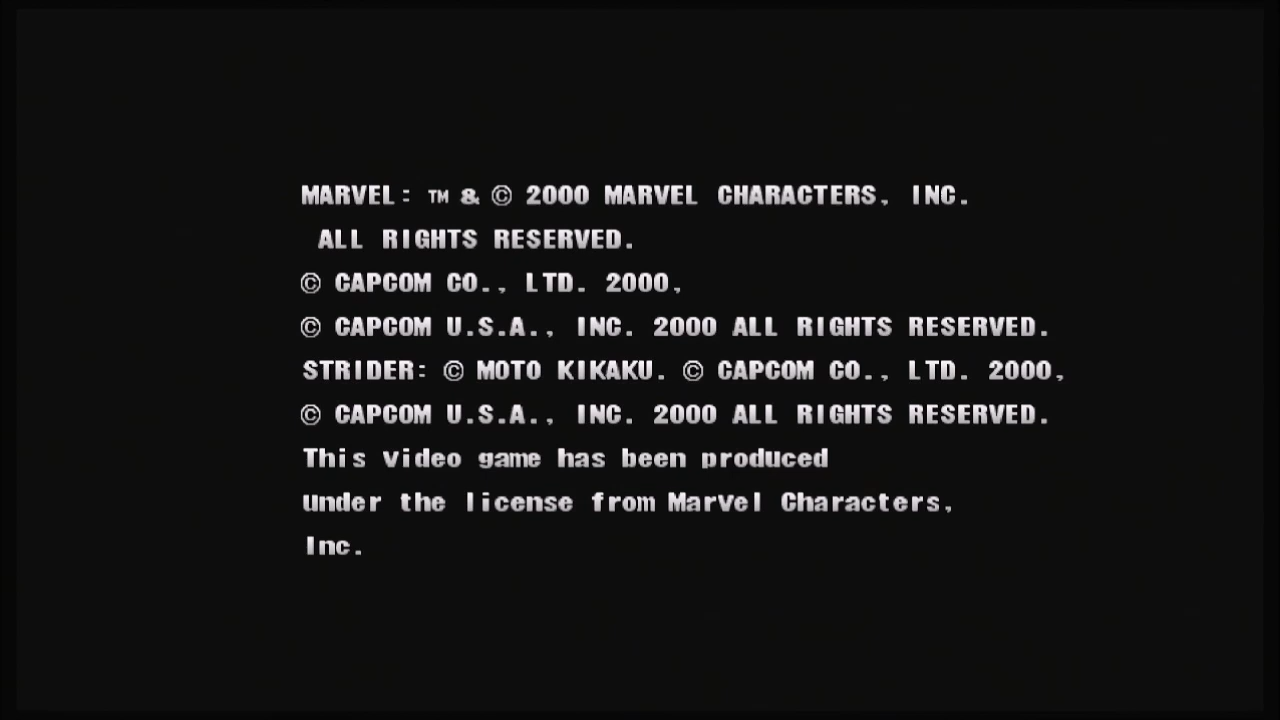 MARVEL: ™ & © 2000 MARVEL CHARACTERS, INC.
ALL RIGHTS RESERVED.
© CAPCOM CO., LTD. 2000,
© CAPCOM U.S.A., INC. 2000 ALL RIGHTS RESERVED.
STRIDER: © MOTO KIKAKU. © CAPCOM CO., LTD. 2000,
© CAPCOM U.S.A., INC. 2000 ALL RIGHTS RESERVED.
This video game has been produced
under the license from Marvel Characters,
Inc.